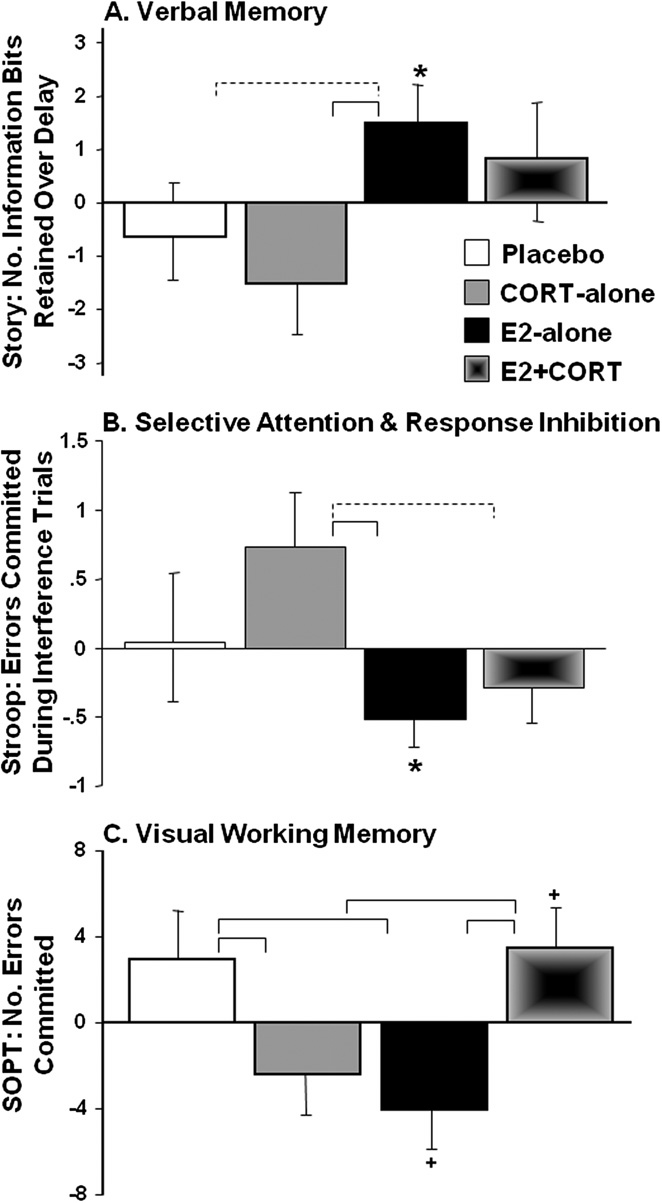 A. Verbal Memory
Story: No. Information Bits
Retained Over Delay
3
2
1
0
-1
-2
-3
*
Placebo
CORT-alone
E2-alone
E2+CORT
B. Selective Attention & Response Inhibition
Stroop: Errors Committed
During Interference Trials
1.5
1
.5
0
-.5
-1
*
C. Visual Working Memory
SOPT: No. Errors
Committed
8
4
0
-4
-8
+
+